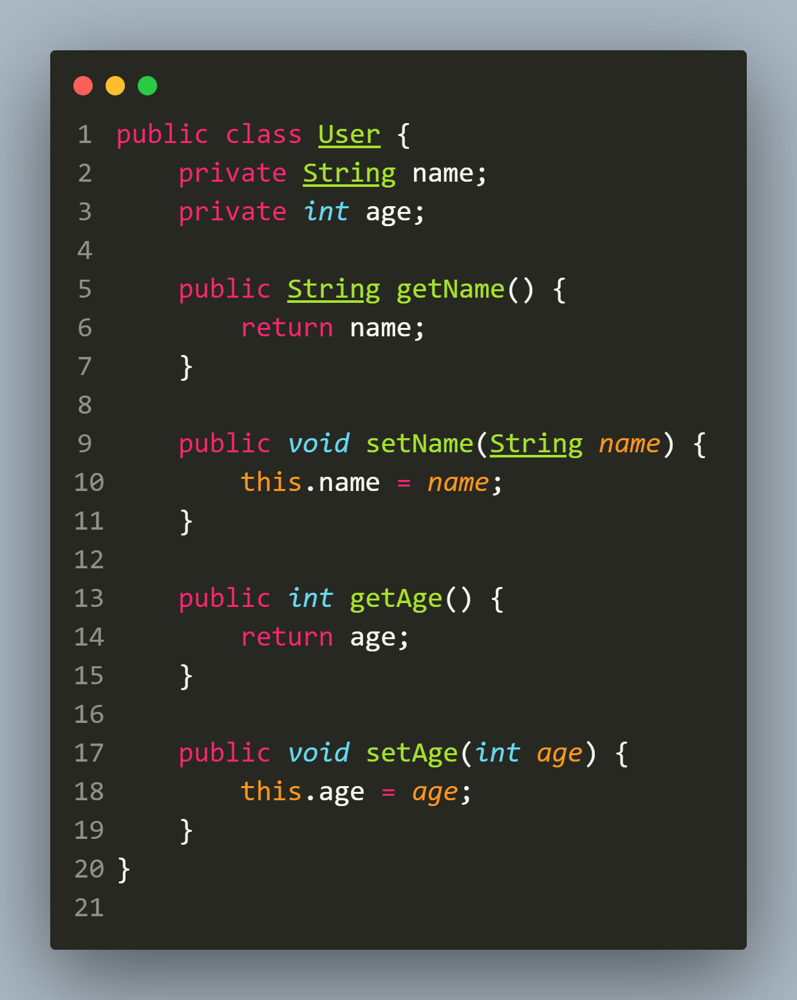 1 public class User {
2     private String name;
3     private int age;
4
5     public String getName() {
6         return name;
7     }
8
9     public void setName(String name) {
10         this.name = name;
11     }
12
13     public int getAge() {
14         return age;
15     }
16
17     public void setAge(int age) {
18         this.age = age;
19     }
20 }
21